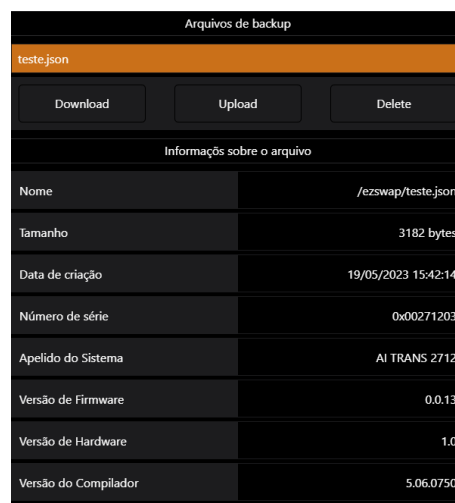 Arquivos de backup
teste.json
Download Upload Delete
Informaçõs sobre o arquivo
Nome /ezswap/teste.json
Tamanho 3182 bytes
Data de criação 19/05/2023 15:42:14
Número de série 0x00271203
Apelido do Sistema AI TRANS 2712
Versão de Firmware 0.0.13
Versão de Hardware 1.0
Versão do Compilador 5.06.0750